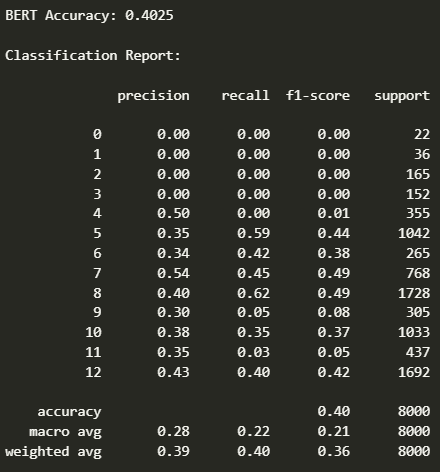 BERT Accuracy: 0.4025
Classification Report:
precision recall f1-score support
0 0.00 0.00 0.00 22
1 0.00 0.00 0.00 36
2 0.00 0.00 0.00 165
3 0.00 0.00 0.00 152
4 0.50 0.00 0.01 355
5 0.35 0.59 0.44 1042
6 0.34 0.42 0.38 265
7 0.54 0.45 0.49 768
8 0.40 0.62 0.49 1728
9 0.30 0.05 0.08 305
10 0.38 0.35 0.37 1033
11 0.35 0.03 0.05 437
12 0.43 0.40 0.42 1692
accuracy 0.40 8000
macro avg 0.28 0.22 0.21 8000
weighted avg 0.39 0.40 0.36 8000